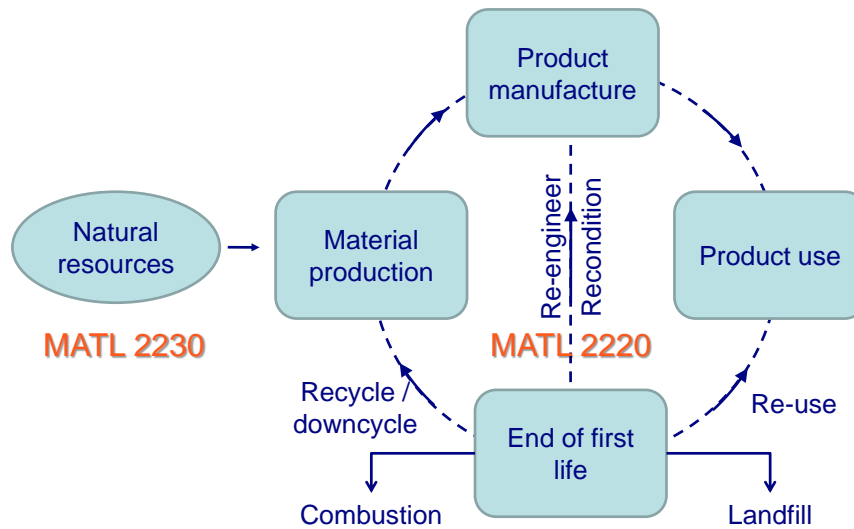 Product
manufacture
Natural
resources
Material
production
Re-engineer
Recondition
Product use
MATL 2230
MATL 2220
Recycle /
downcycle
End of first
life
Re-use
Combustion
Landfill